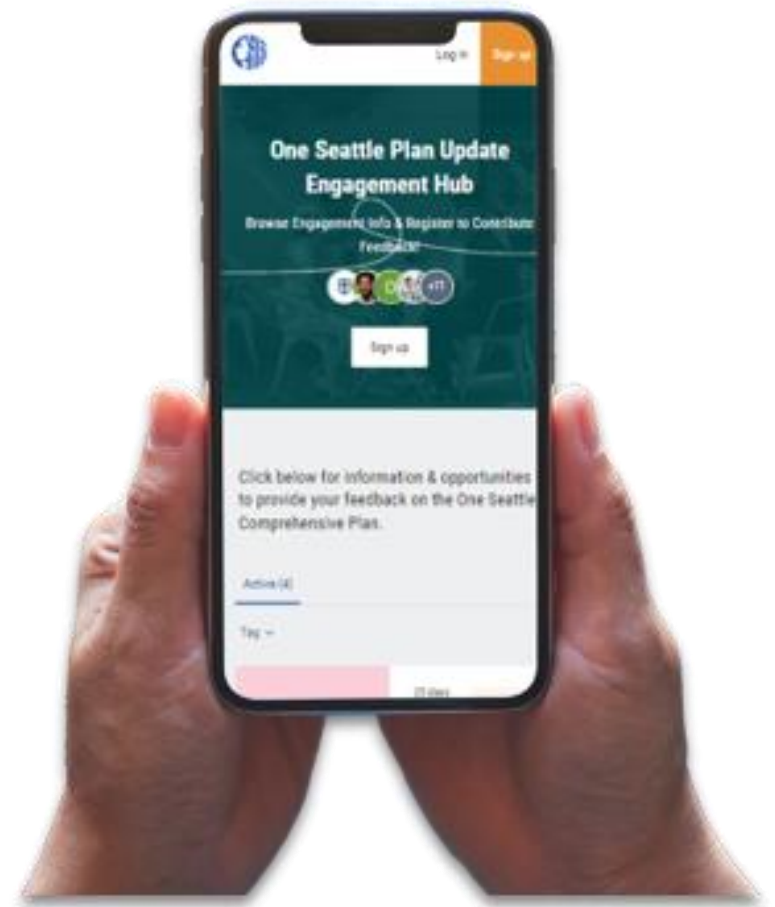 Log in
Sign up
One Seattle Plan Update
Engagement Hub
Browse Engagement Info & Register to Contribute
Feedback!
+11
Sign up
Click below for information & opportunities
to provide your feedback on the One Seattle
Comprehensive Plan.
Active (4)
Tag